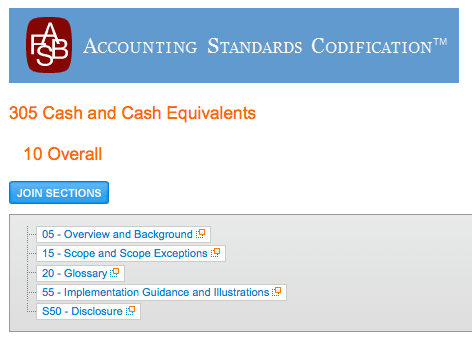 FASB
ACCOUNTING STANDARDS CODIFICATION™
305 Cash and Cash Equivalents
10 Overall
JOIN SECTIONS
05 - Overview and Background
15 - Scope and Scope Exceptions
20 - Glossary
55 - Implementation Guidance and Illustrations
S50 - Disclosure